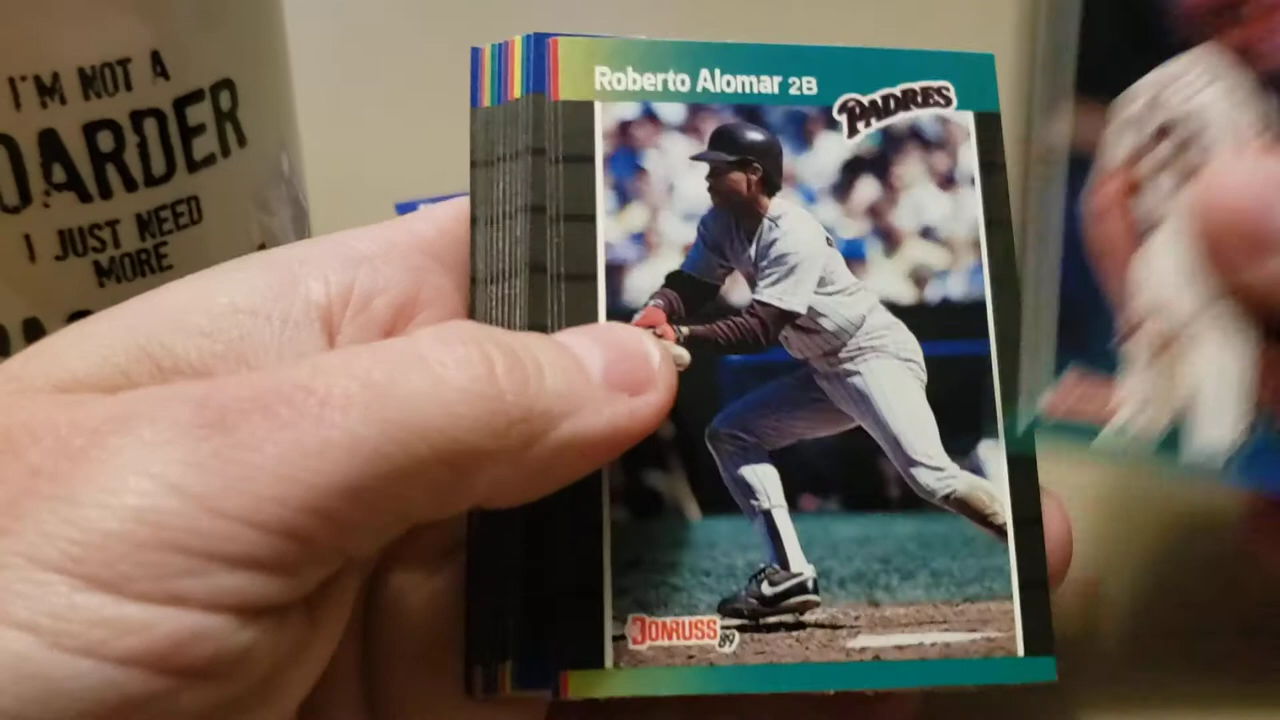 I'M NOT A
OARDER
I JUST NEED
MORE
Roberto Alomar 2B
PADRES
DONRUSS 89